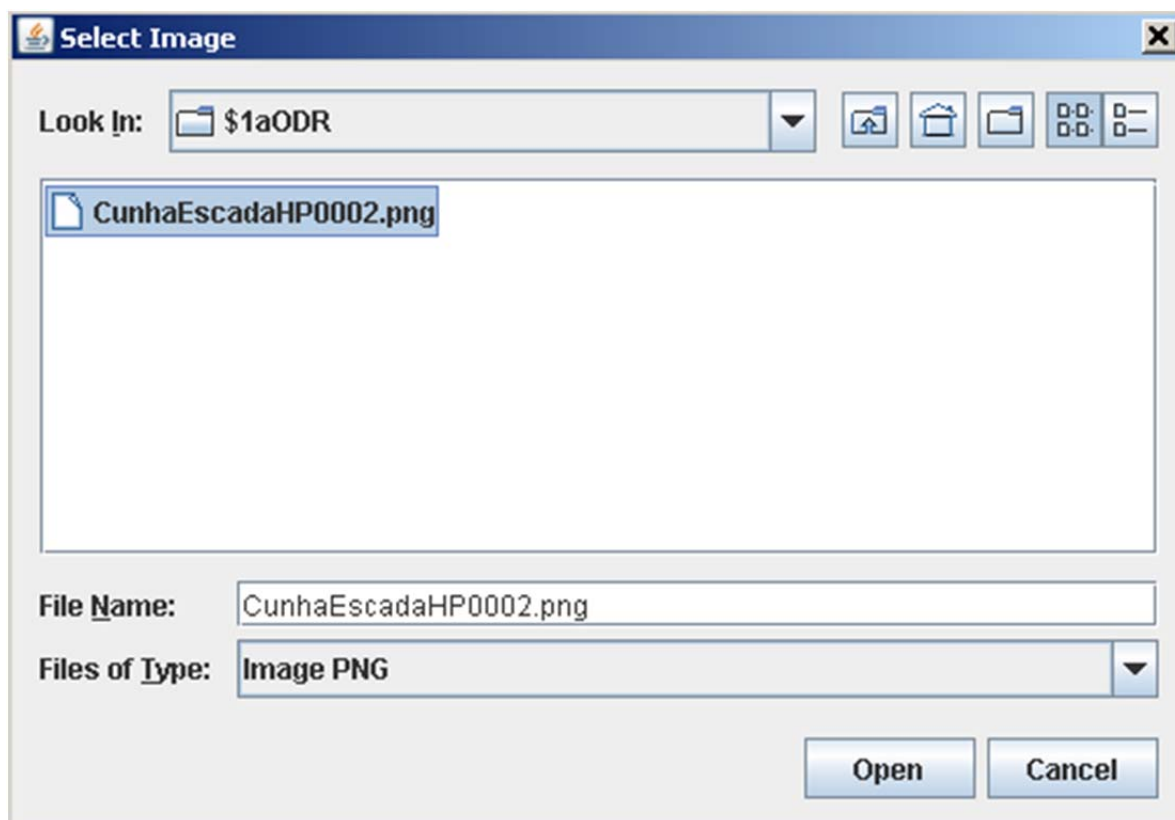 Select Image
Look In: $1aODR
CunhaEscadaHP0002.png
File Name: CunhaEscadaHP0002.png
Files of Type: Image PNG
Open Cancel